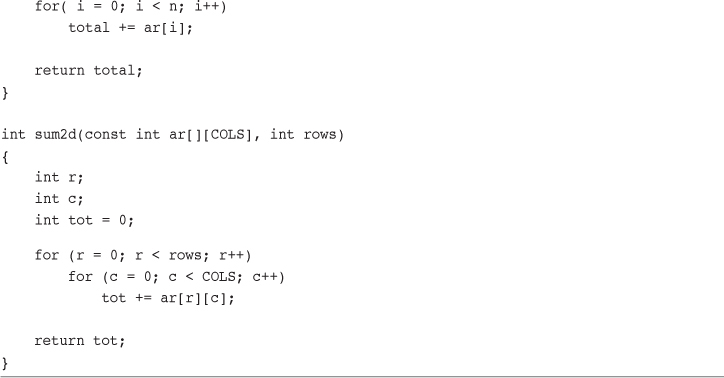 for( i = 0; i < n; i++)
total += ar[i];
return total;
}
int sum2d(const int ar[][COLS], int rows)
{
int r;
int c;
int tot = 0;
for (r = 0; r < rows; r++)
for (c = 0; c < COLS; c++)
tot += ar[r][c];
return tot;
}